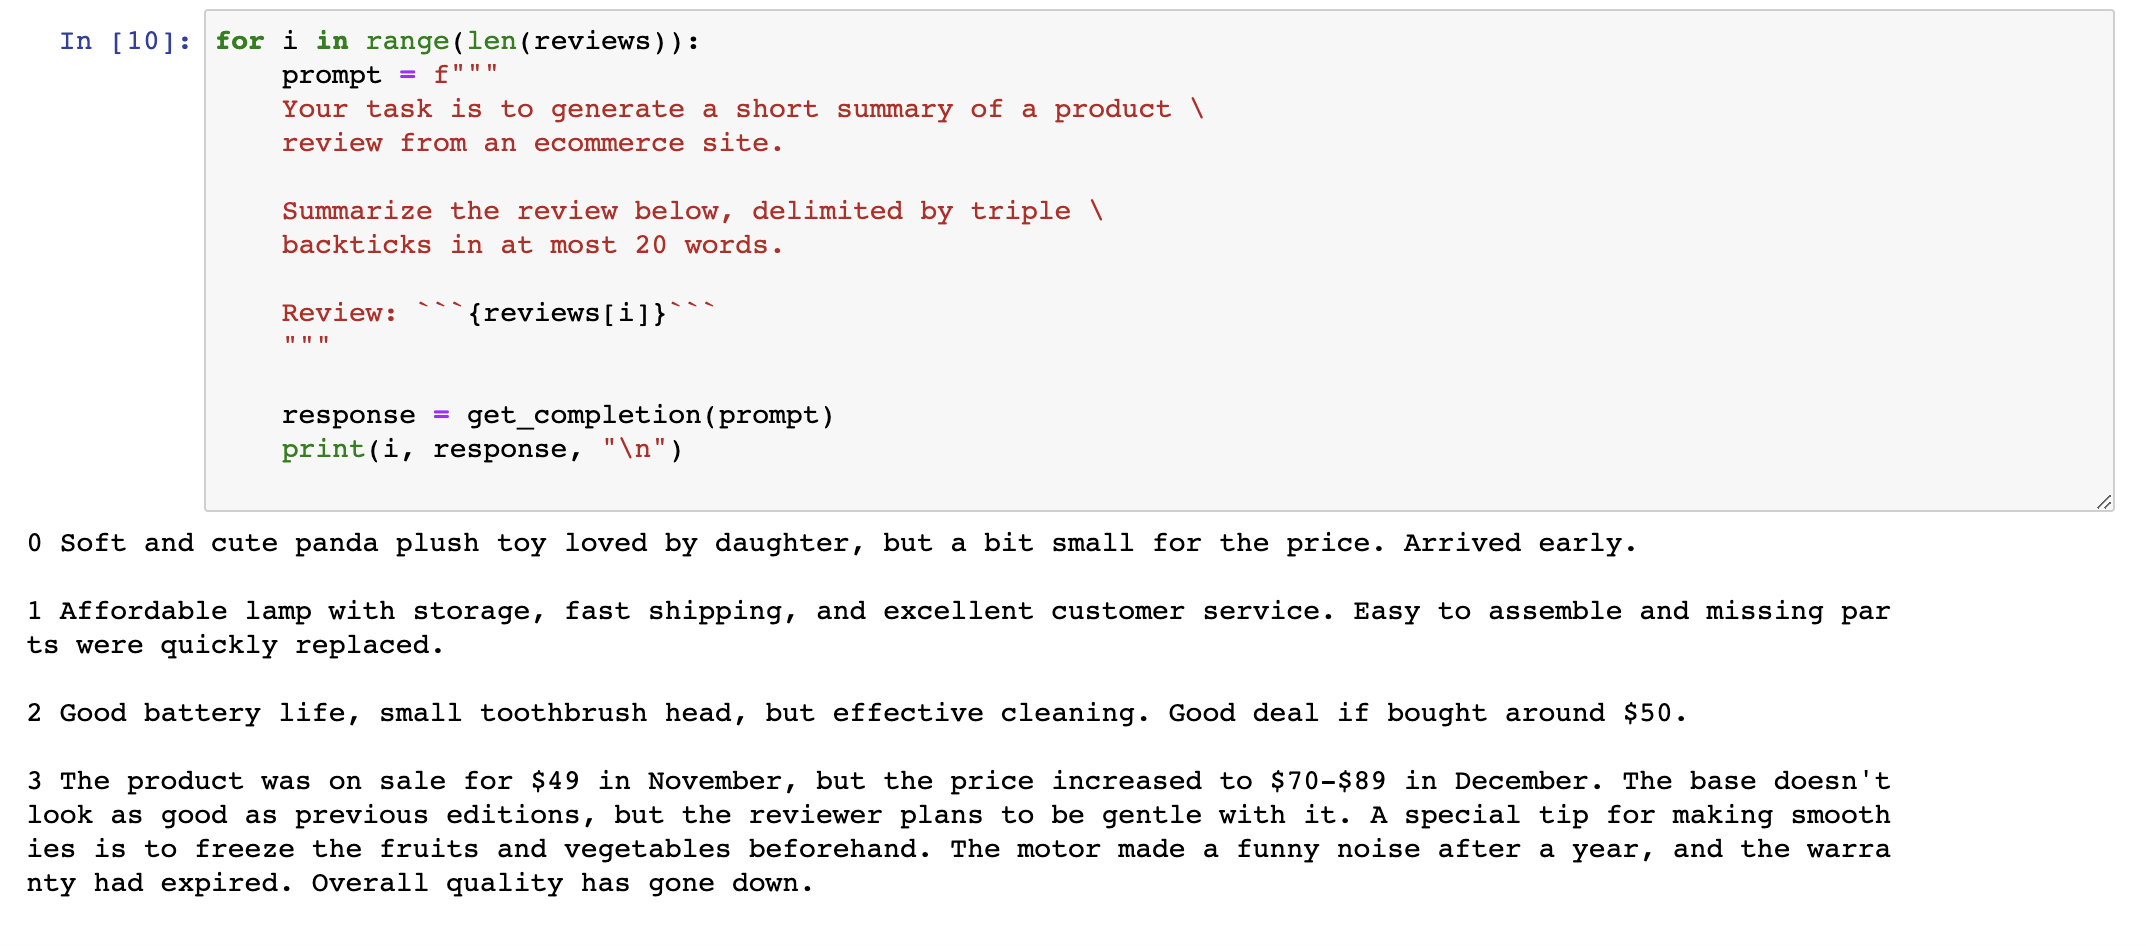 In [10]: for i in range(len(reviews)):
    prompt = f"""
    Your task is to generate a short summary of a product \
    review from an ecommerce site.

    Summarize the review below, delimited by triple \
    backticks in at most 20 words.

    Review: ```{reviews[i]}```
    """

    response = get_completion(prompt)
    print(i, response, "\n")

0 Soft and cute panda plush toy loved by daughter, but a bit small for the price. Arrived early.

1 Affordable lamp with storage, fast shipping, and excellent customer service. Easy to assemble and missing par
ts were quickly replaced.

2 Good battery life, small toothbrush head, but effective cleaning. Good deal if bought around $50.

3 The product was on sale for $49 in November, but the price increased to $70-$89 in December. The base doesn't
look as good as previous editions, but the reviewer plans to be gentle with it. A special tip for making smooth
ies is to freeze the fruits and vegetables beforehand. The motor made a funny noise after a year, and the warra
nty had expired. Overall quality has gone down.